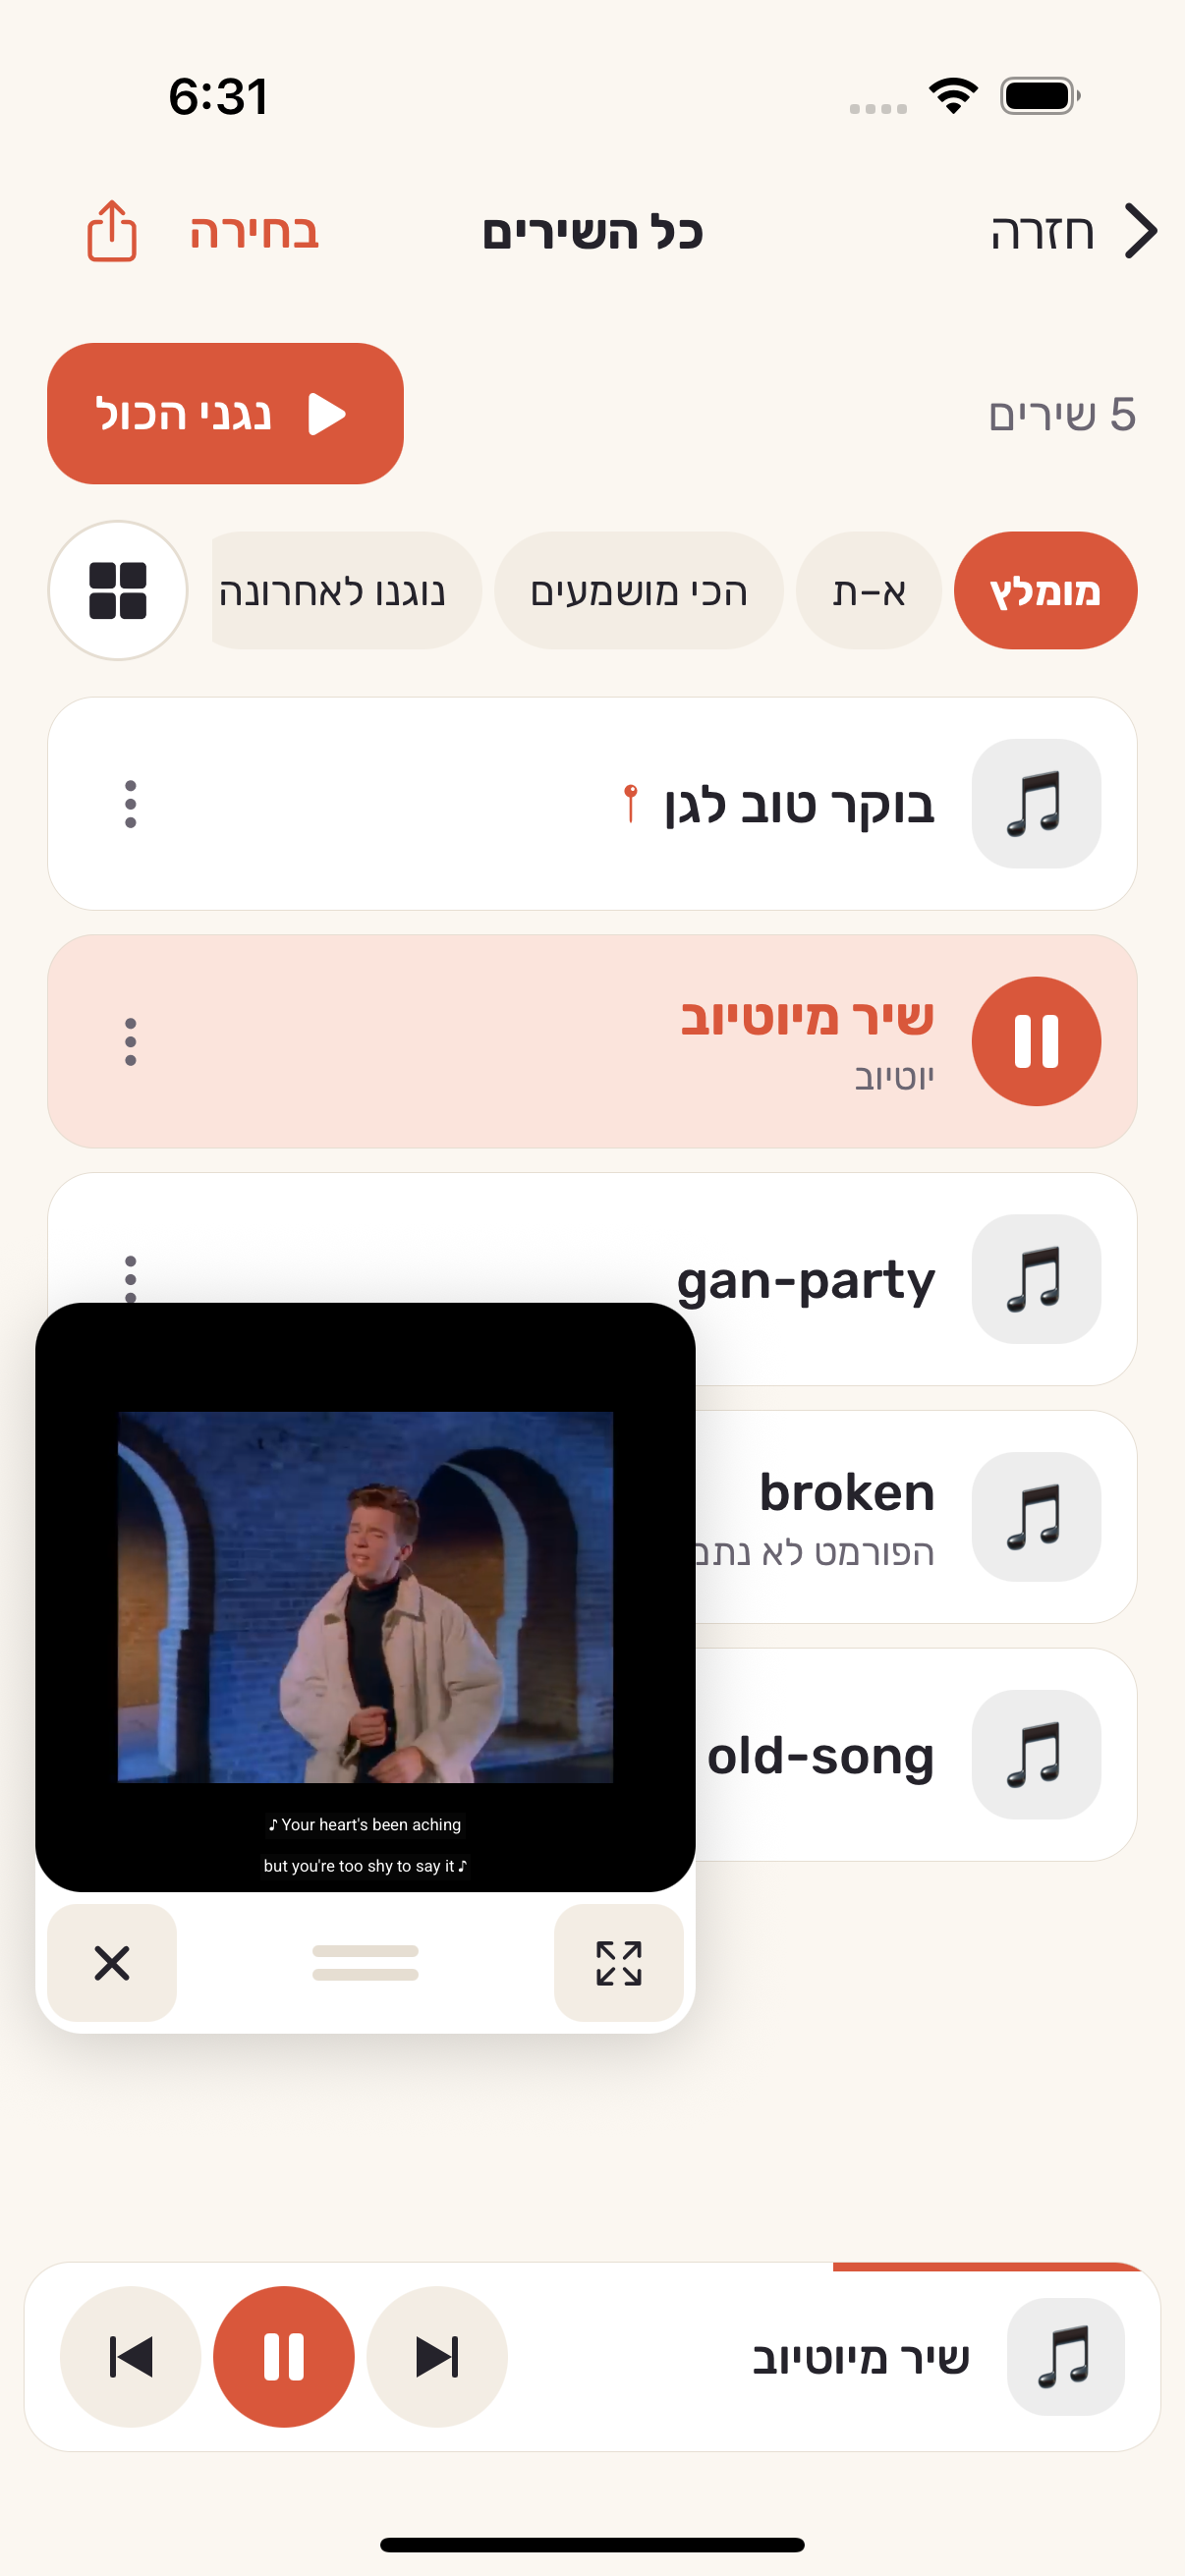 6:31
חזרה
כל השירים
בחירה
5 שירים
נגני הכול
מומלץ
א-ת
הכי מושמעים
נוגנו לאחרונה
בוקר טוב לגן
שיר מיוטיוב
יוטיוב
gan-party
broken
הפורמט לא נתמ
old-song
♪ Your heart's been aching
but you're too shy to say it ♪
שיר מיוטיוב